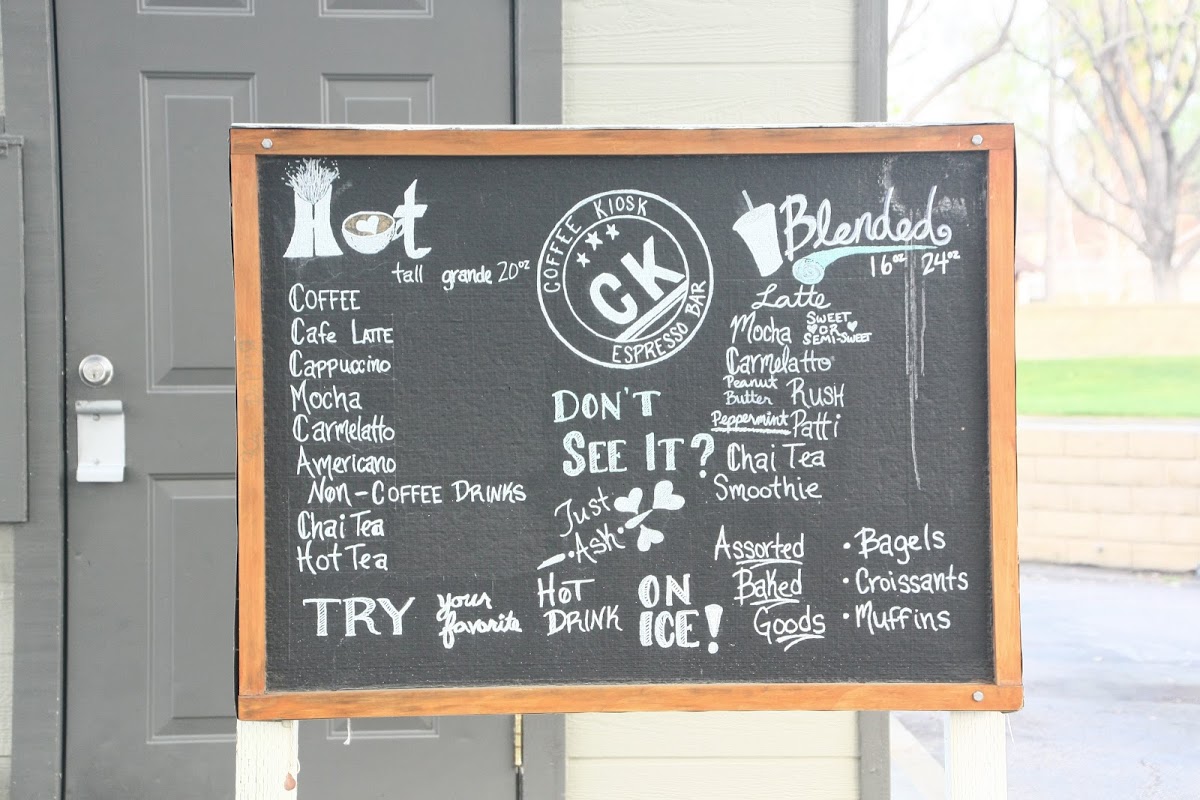 Hot
tall grande 20oz
COFFEE
Cafe LATTE
Cappuccino
Mocha
Carmelatto
Americano
Non-COFFEE DRINKS
Chai Tea
Hot Tea
COFFEE KIOSK
CK
ESPRESSO BAR
DON'T
SEE IT?
Just
Ask
Blended
16oz 24oz
Latte
Mocha SWEET OR SEMI-SWEET
Carmelatto
Peanut Butter RUSH
Peppermint Patti
Chai Tea
Smoothie
Assorted
Baked
Goods
• Bagels
• Croissants
• Muffins
TRY your favorite HOT DRINK ON ICE!